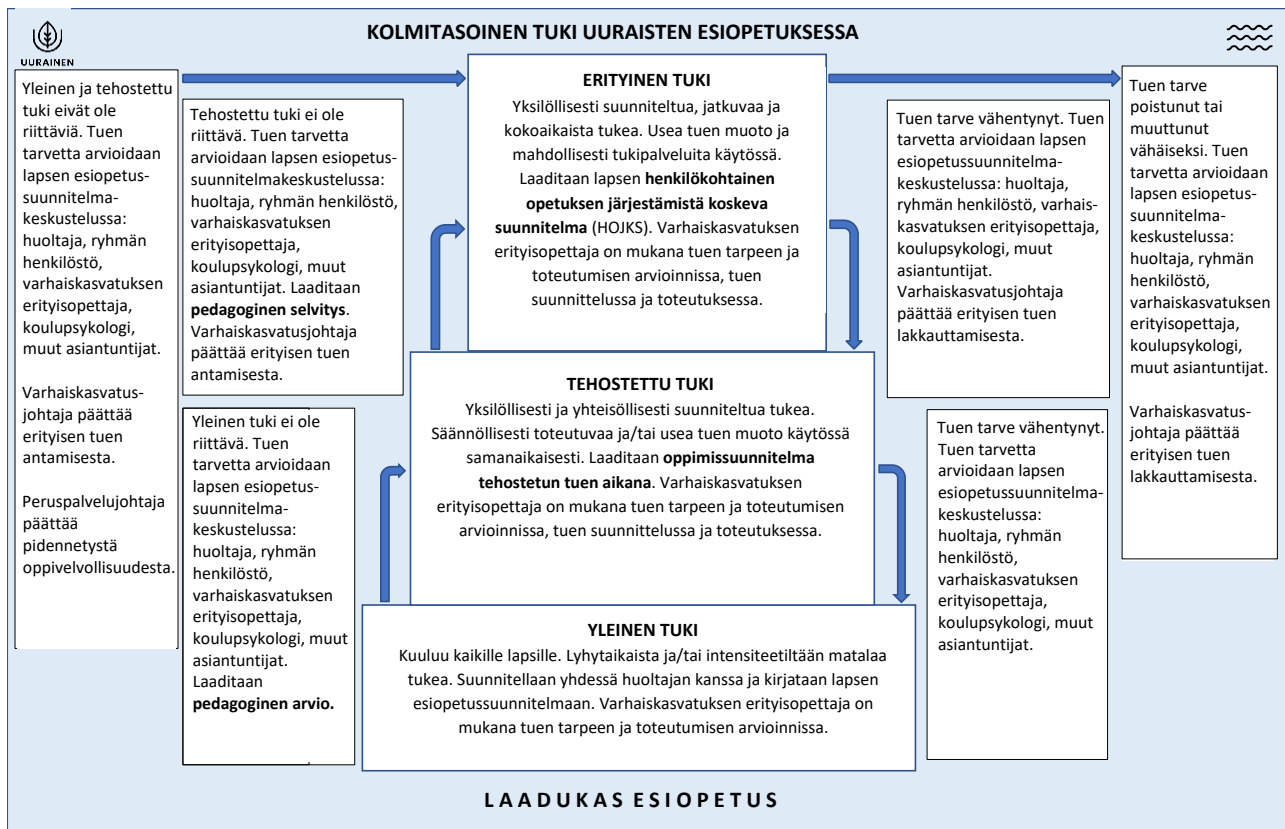 KOLMITASOINEN TUKI UURAISTEN ESIOPETUKSESSA
UURAINEN
Yleinen ja tehostettu
tuki eivät ole
riittäviä. Tuen
tarvetta arvioidaan
lapsen esiopetus-
suunnitelma-
keskustelussa:
huoltaja, ryhmän
henkilöstö,
varhaiskasvatuksen
erityisopettaja,
koulupsykologi,
muut asiantuntijat.
Varhaiskasvatus-
johtaja päättää
erityisen tuen
antamisesta.
Peruspalvelujohtaja
päättää
pidennetystä
oppivelvollisuudesta.
Tehostettu tuki ei ole
riittävä. Tuen tarvetta
arvioidaan lapsen esiopetus-
suunnitelmakeskustelussa:
huoltaja, ryhmän henkilöstö,
varhaiskasvatuksen
erityisopettaja,
koulupsykologi, muut
asiantuntijat. Laaditaan
pedagoginen selvitys.
Varhaiskasvatusjohtaja
päättää erityisen tuen
antamisesta.
Yleinen tuki ei ole
riittävä. Tuen
tarvetta arvioidaan
lapsen esiopetus-
suunnitelma-
keskustelussa:
huoltaja, ryhmän
henkilöstö,
varhaiskasvatuksen
erityisopettaja,
koulupsykologi, muut
asiantuntijat.
Laaditaan
pedagoginen arvio.
ERITYINEN TUKI
Yksilöllisesti suunniteltua, jatkuvaa ja
kokoaikaista tukea. Usea tuen muoto ja
mahdollisesti tukipalveluita käytössä.
Laaditaan lapsen henkilökohtainen
opetuksen järjestämistä koskeva
suunnitelma (HOJKS). Varhaiskasvatuksen
erityisopettaja on mukana tuen tarpeen ja
toteutumisen arvioinnissa, tuen
suunnittelussa ja toteutuksessa.
TEHOSTETTU TUKI
Yksilöllisesti ja yhteisöllisesti suunniteltua tukea.
Säännöllisesti toteutuvaa ja/tai usea tuen muoto käytössä
samanaikaisesti. Laaditaan oppimissuunnitelma
tehostetun tuen aikana. Varhaiskasvatuksen
erityisopettaja on mukana tuen tarpeen ja toteutumisen
arvioinnissa, tuen suunnittelussa ja toteutuksessa.
YLEINEN TUKI
Kuuluu kaikille lapsille. Lyhytaikaista ja/tai intensiteetiltään matalaa
tukea. Suunnitellaan yhdessä huoltajan kanssa ja kirjataan lapsen
esiopetussuunnitelmaan. Varhaiskasvatuksen erityisopettaja on
mukana tuen tarpeen ja toteutumisen arvioinnissa.
Tuen tarve vähentynyt. Tuen
tarvetta arvioidaan lapsen
esiopetussuunnitelma-
keskustelussa: huoltaja,
ryhmän henkilöstö, varhais-
kasvatuksen erityisopettaja,
koulupsykologi, muut
asiantuntijat.
Varhaiskasvatusjohtaja
päättää erityisen tuen
lakkauttamisesta.
Tuen tarve vähentynyt.
Tuen tarvetta
arvioidaan lapsen
esiopetussuunnitelma-
keskustelussa:
huoltaja, ryhmän
henkilöstö,
varhaiskasvatuksen
erityisopettaja,
koulupsykologi, muut
asiantuntijat.
Tuen tarve
poistunut tai
muuttunut
vähäiseksi. Tuen
tarvetta arvioidaan
lapsen esiopetus-
suunnitelma-
keskustelussa:
huoltaja, ryhmän
henkilöstö,
varhaiskasvatuksen
erityisopettaja,
koulupsykologi,
muut asiantuntijat.
Varhaiskasvatus-
johtaja päättää
erityisen tuen
lakkauttamisesta.
LAADUKAS ESIOPETUS